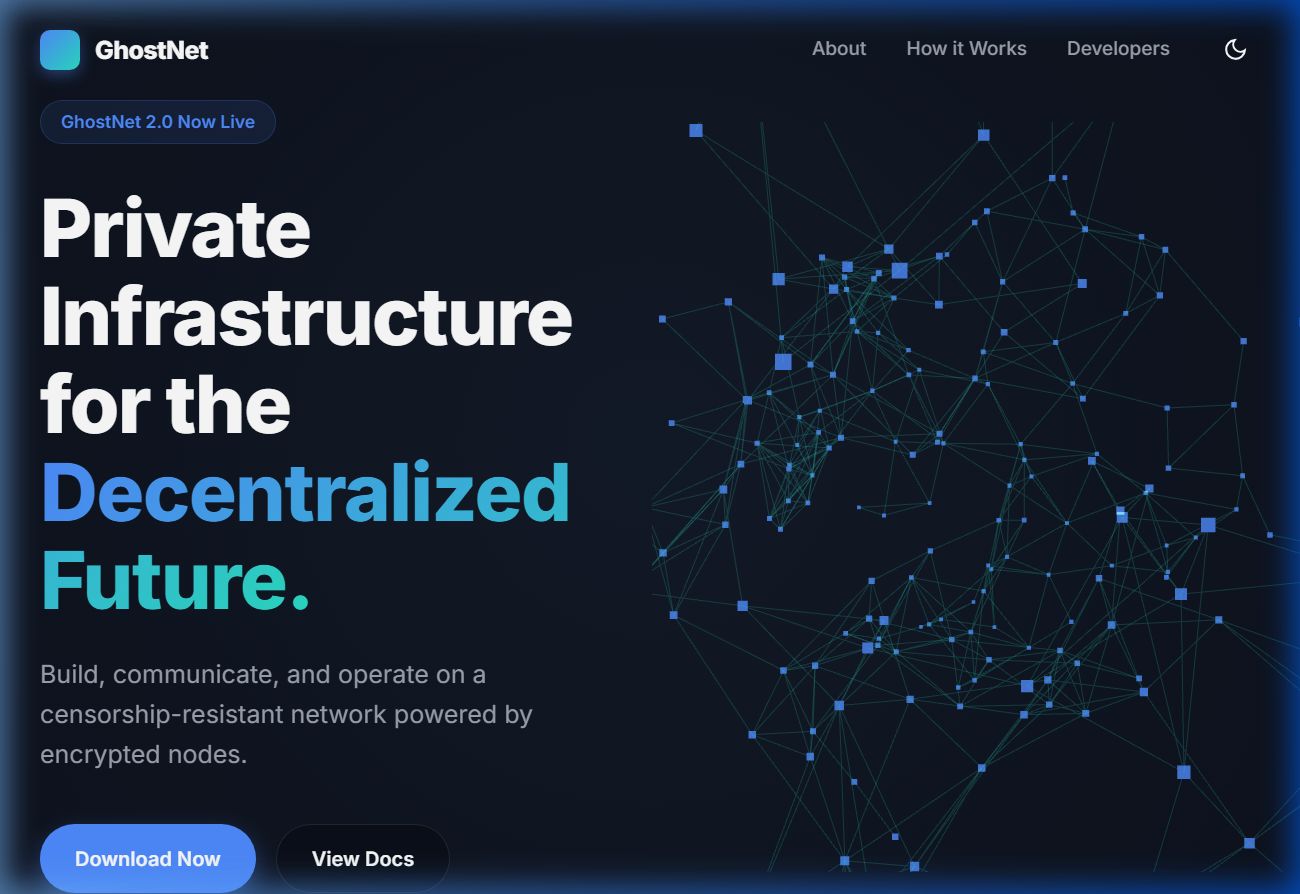 GhostNet
About
How it Works
Developers
GhostNet 2.0 Now Live
Private
Infrastructure
for the
Decentralized
Future.
Build, communicate, and operate on a
censorship-resistant network powered by
encrypted nodes.
Download Now
View Docs